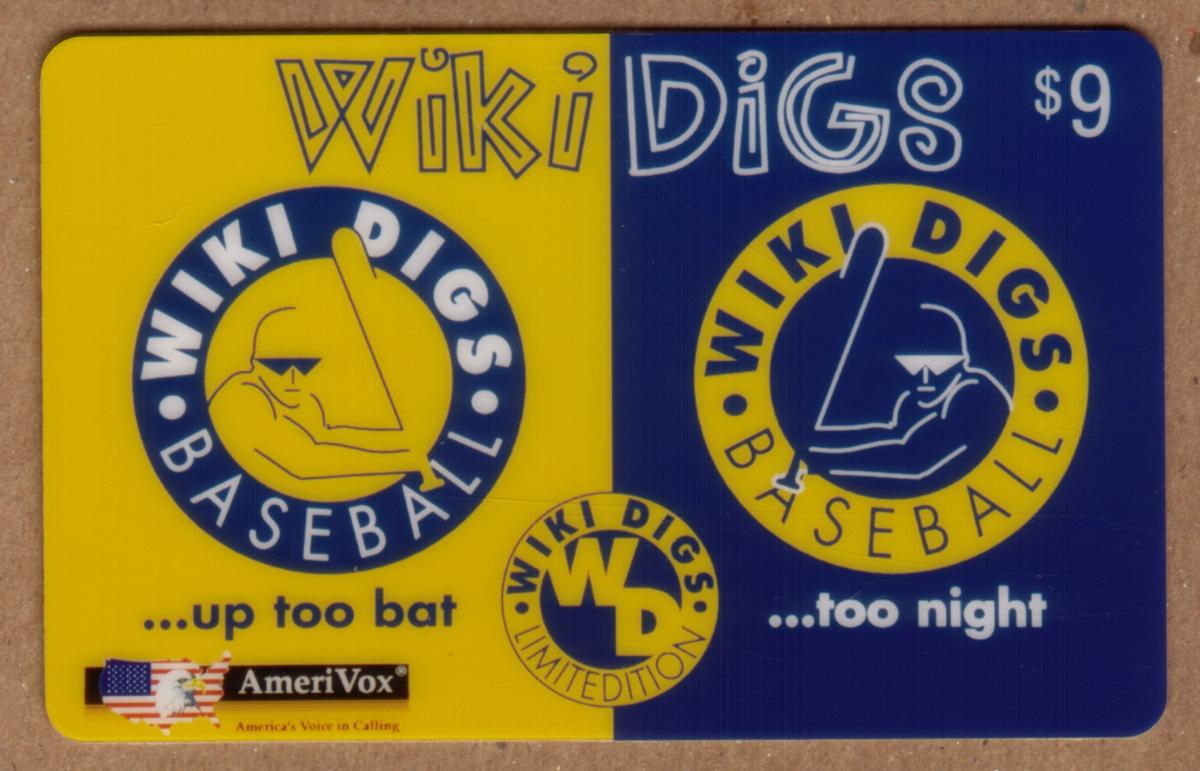 Wiki DiGS $9
WIKI DIGS • BASEBALL •
WIKI DIGS • BASEBALL •
...up too bat
...too night
WIKI DIGS • LIMITEDITION •
WD
AmeriVox®
America's Voice in Calling